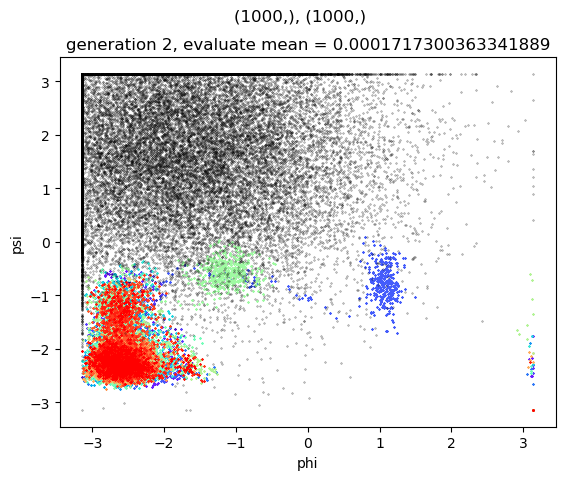 (1000,), (1000,)
generation 2, evaluate mean = 0.0001717300363341889
3
2
1
0
−1
−2
−3
psi
−3 −2 −1 0 1 2 3
phi